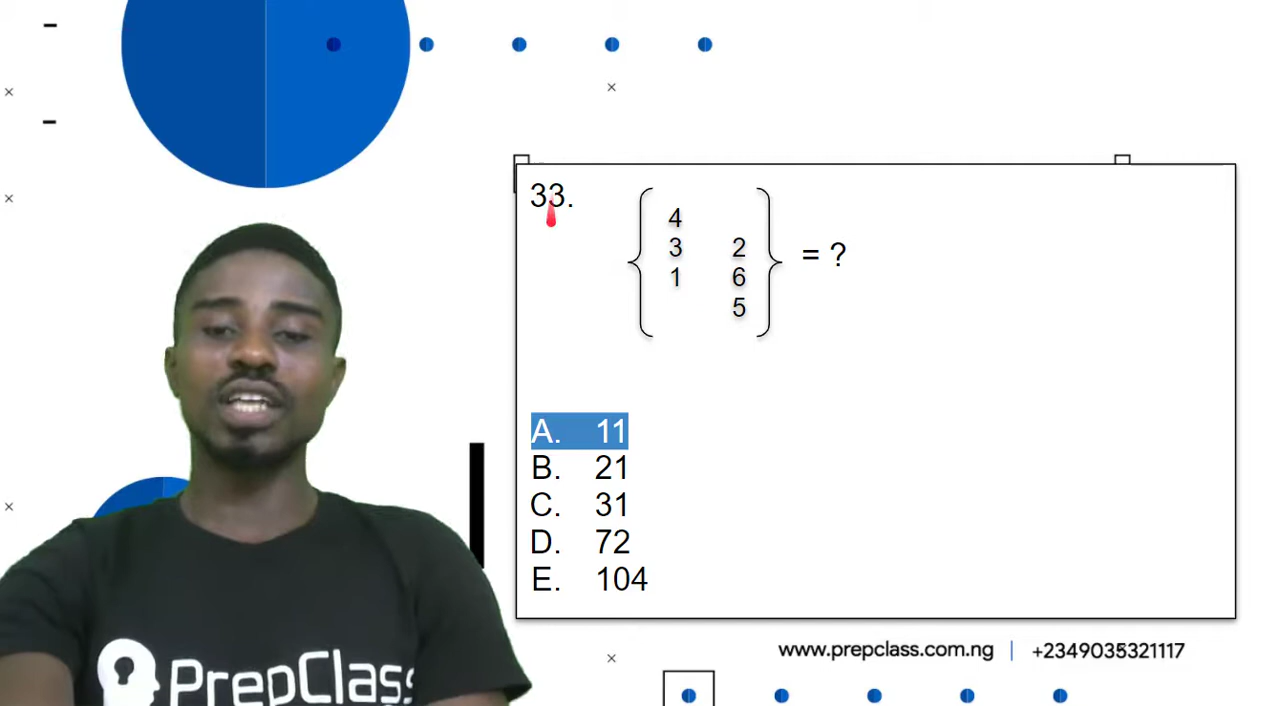 33.
4
3 2 = ?
1 6
5
A. 11
B. 21
C. 31
D. 72
E. 104
www.prepclass.com.ng | +2349035321117
PrepClass